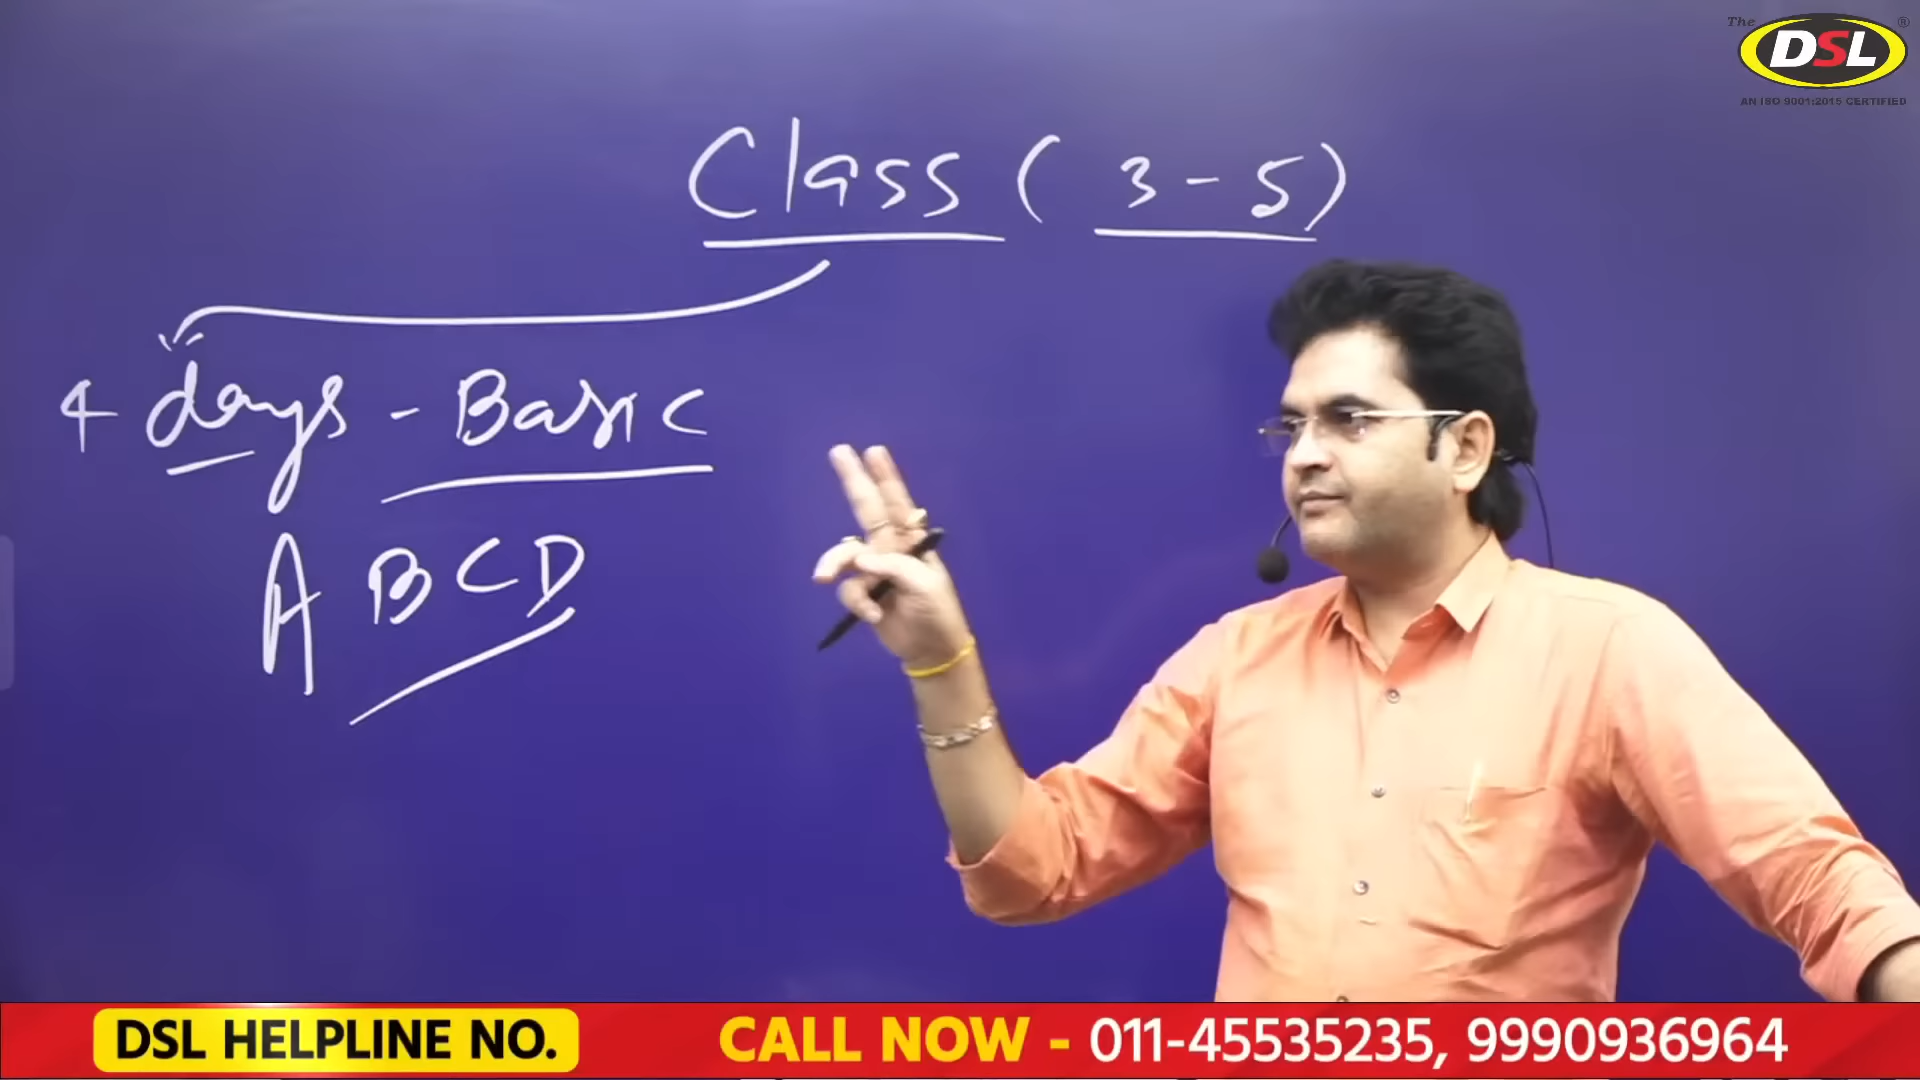 The DSL ®
AN ISO 9001:2015 CERTIFIED
Class (3-5)
4 days - Basic
A B C D
DSL HELPLINE NO. CALL NOW - 011-45535235, 9990936964